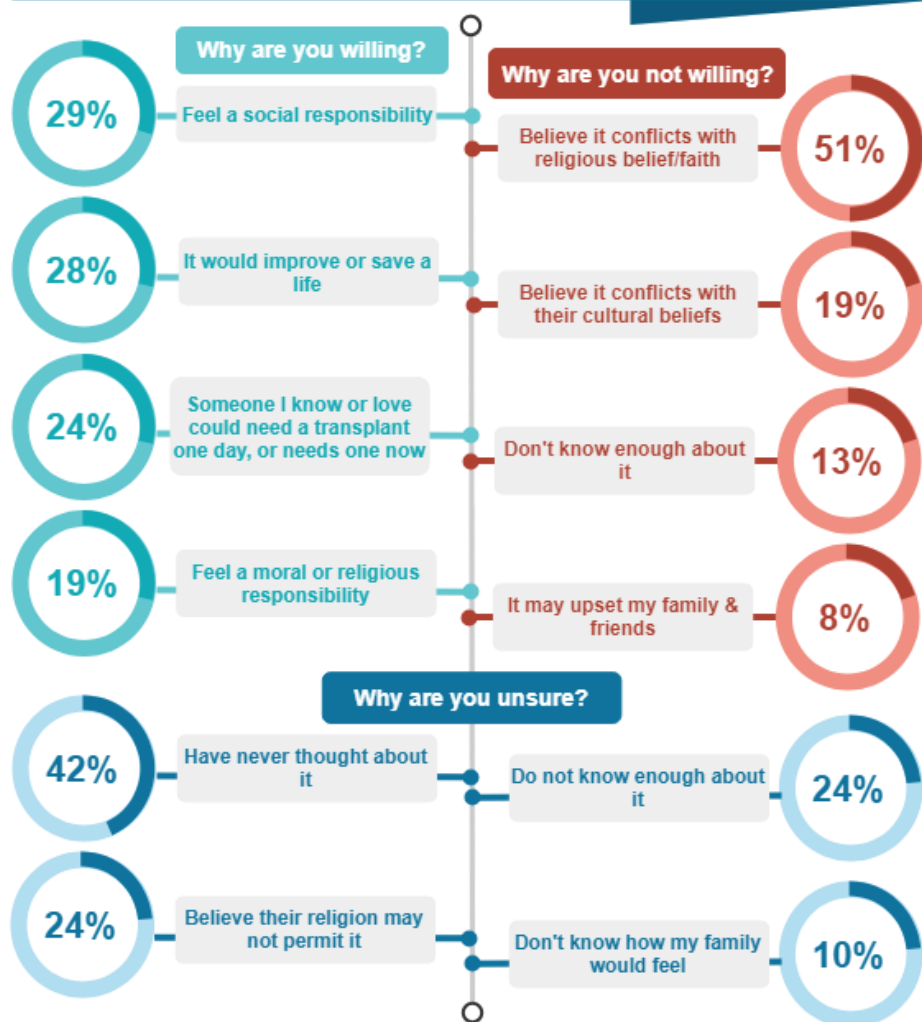 Why are you willing?
29%
Feel a social responsibility
28%
It would improve or save a
life
24%
Someone I know or love
could need a transplant
one day, or needs one now
19%
Feel a moral or religious
responsibility
Why are you not willing?
Believe it conflicts with
religious belief/faith
51%
Believe it conflicts with
their cultural beliefs
19%
Don't know enough about
it
13%
It may upset my family &
friends
8%
Why are you unsure?
42%
Have never thought about
it
Do not know enough about
it
24%
24%
Believe their religion may
not permit it
Don't know how my family
would feel
10%